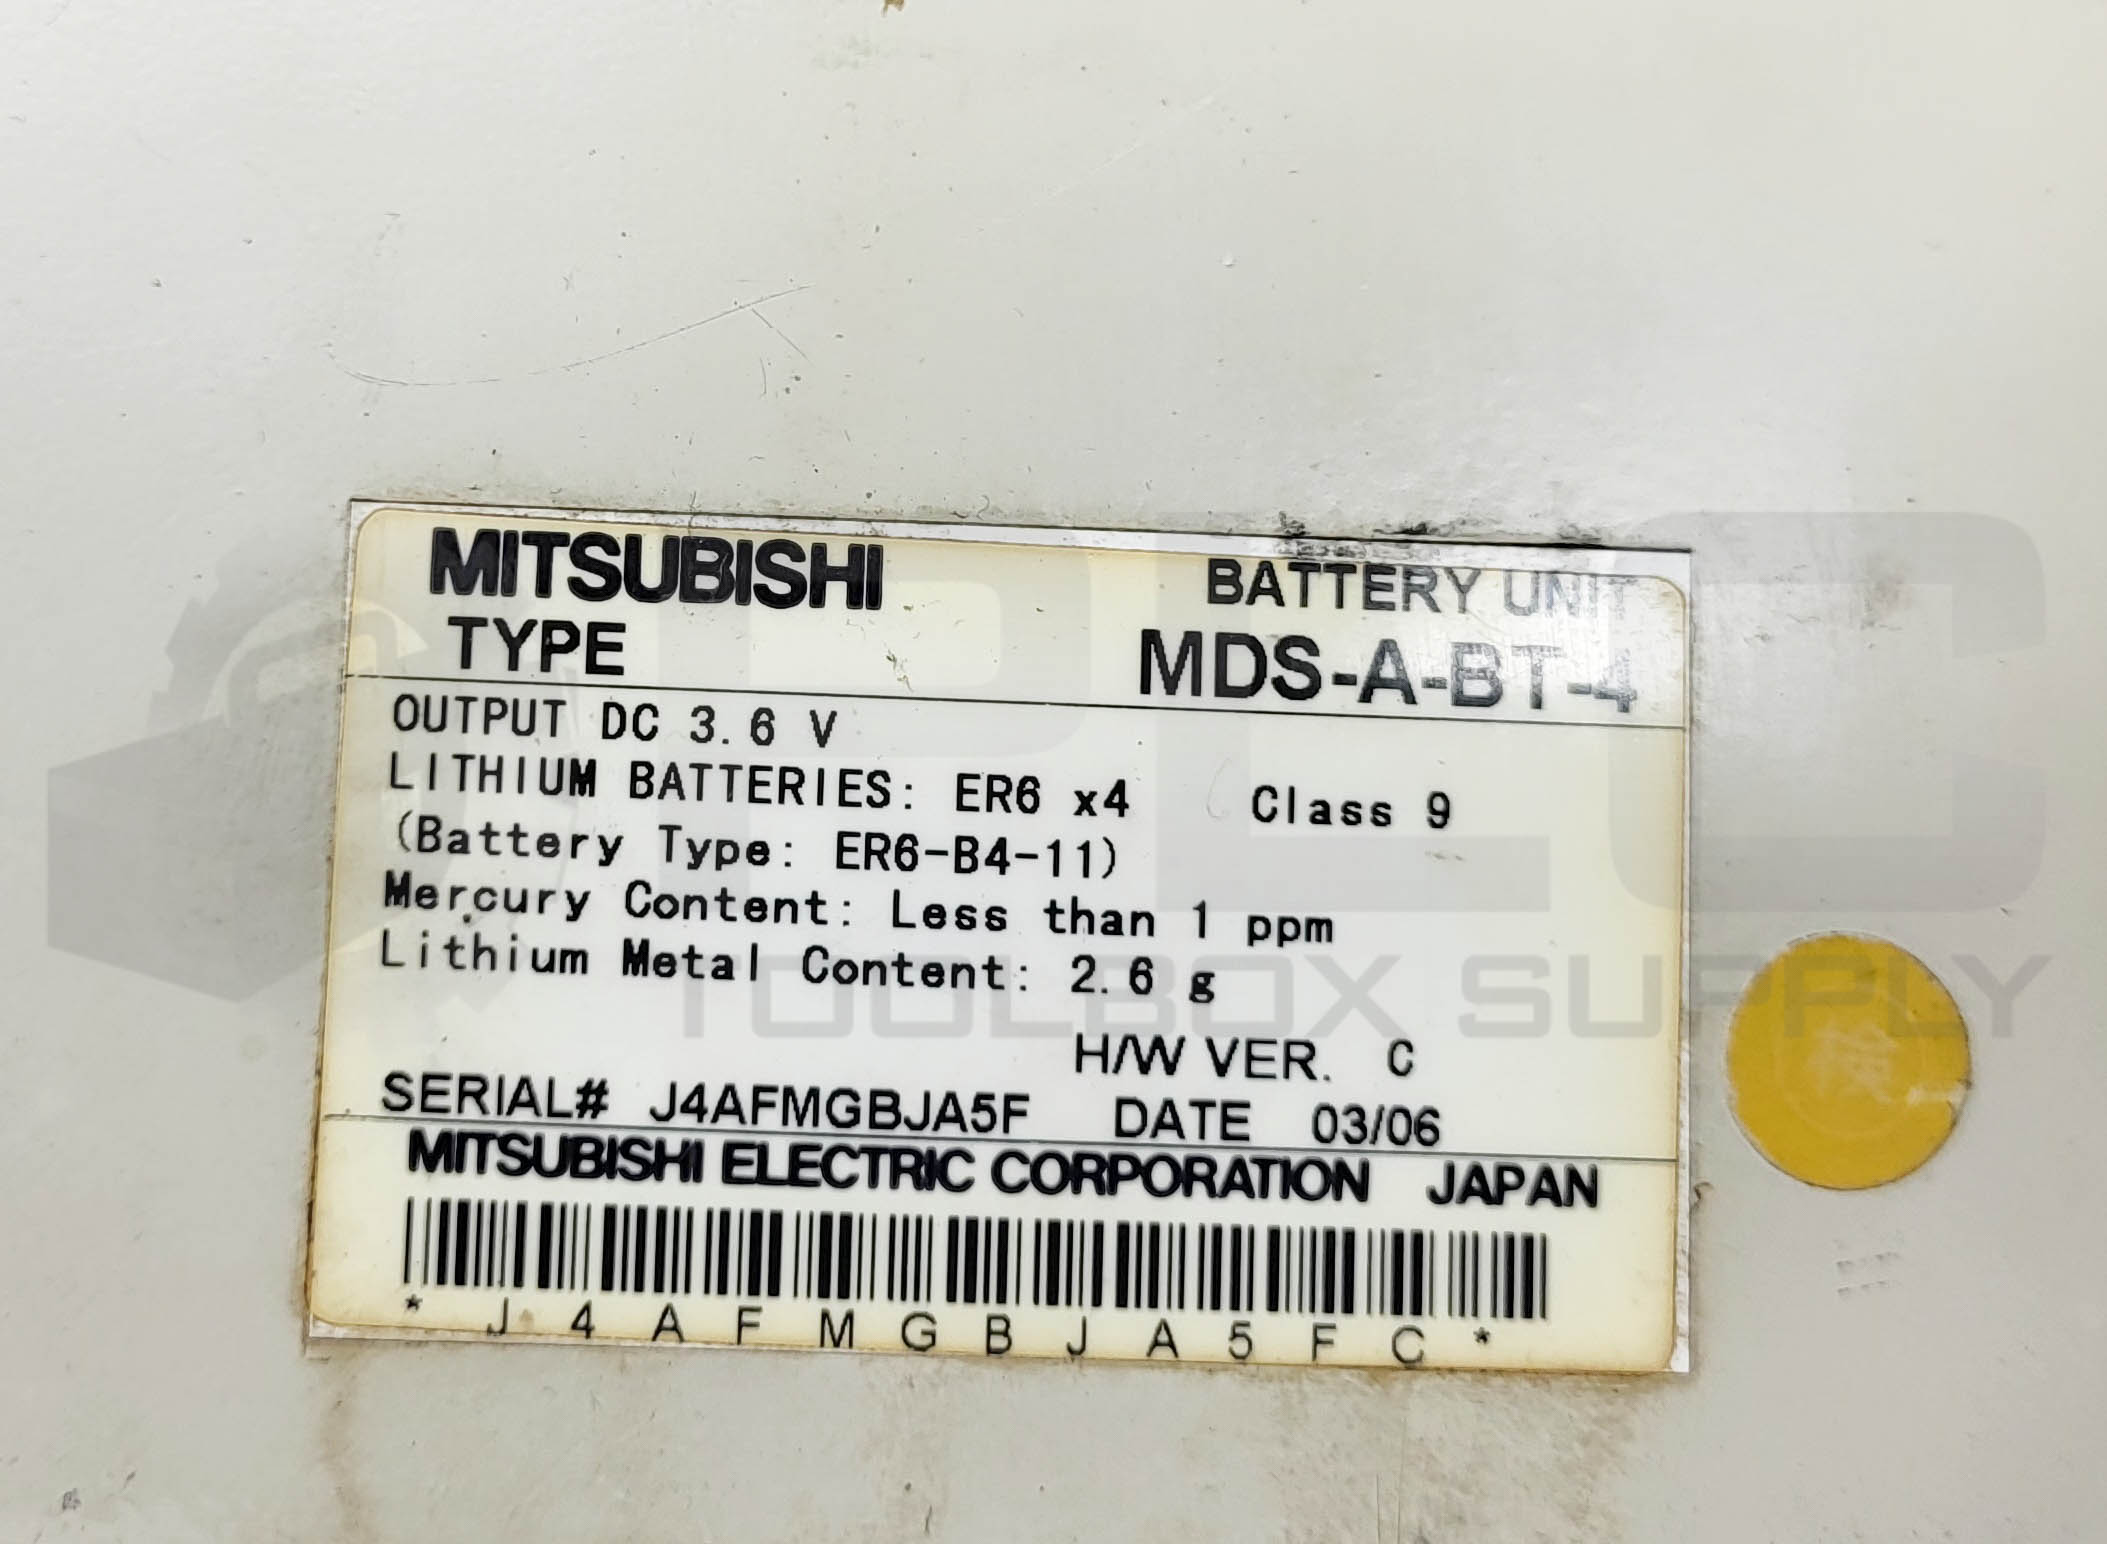 MITSUBISHI BATTERY UNIT
TYPE MDS-A-BT-4
OUTPUT DC 3.6 V
LITHIUM BATTERIES: ER6 x4 Class 9
(Battery Type: ER6-B4-11)
Mercury Content: Less than 1 ppm
Lithium Metal Content: 2.6 g
H/W VER. C
SERIAL# J4AFMGBJA5F DATE 03/06
MITSUBISHI ELECTRIC CORPORATION JAPAN
* J 4 A F M G B J A 5 F C *
PLC
TOOLBOX SUPPLY
検